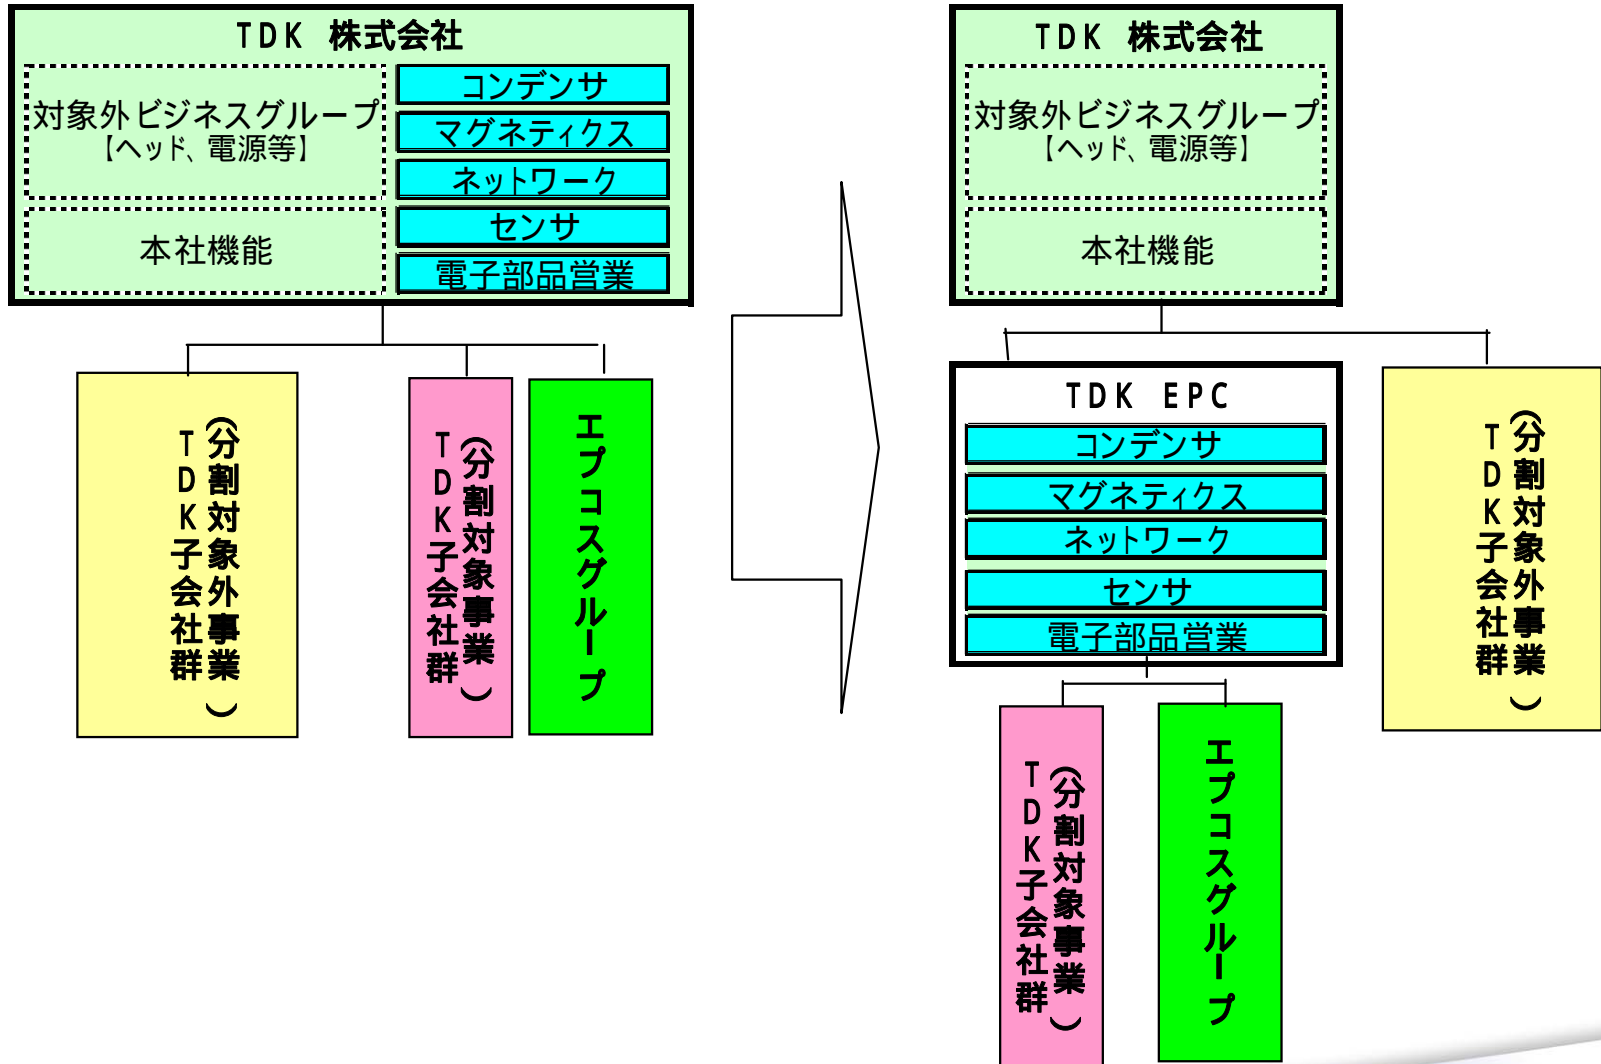 TDK 株式会社
対象外ビジネスグループ
【ヘッド、電源等】
本社機能
コンデンサ
マグネティクス
ネットワーク
センサ
電子部品営業
(分割対象外事業)
TDK子会社群
(分割対象事業)
TDK子会社群
エプコスグループ
TDK 株式会社
対象外ビジネスグループ
【ヘッド、電源等】
本社機能
TDK EPC
コンデンサ
マグネティクス
ネットワーク
センサ
電子部品営業
(分割対象事業)
TDK子会社群
エプコスグループ
(分割対象外事業)
TDK子会社群